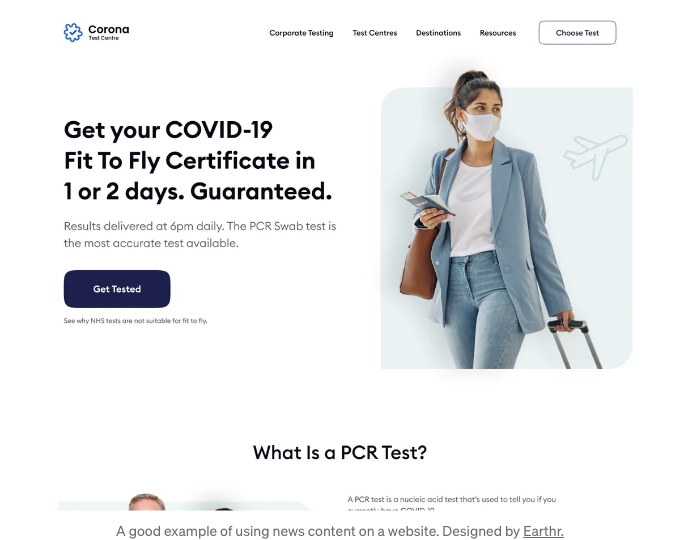 Corona
Test Centre
Corporate Testing
Test Centres
Destinations
Resources
Choose Test
Get your COVID-19
Fit To Fly Certificate in
1 or 2 days. Guaranteed.
Results delivered at 6pm daily. The PCR Swab test is
the most accurate test available.
Get Tested
See why NHS tests are not suitable for fit to fly.
What Is a PCR Test?
A PCR test is a nucleic acid test that's used to tell you if you
currently have COVID-19
A good example of using news content on a website. Designed by Earthr.